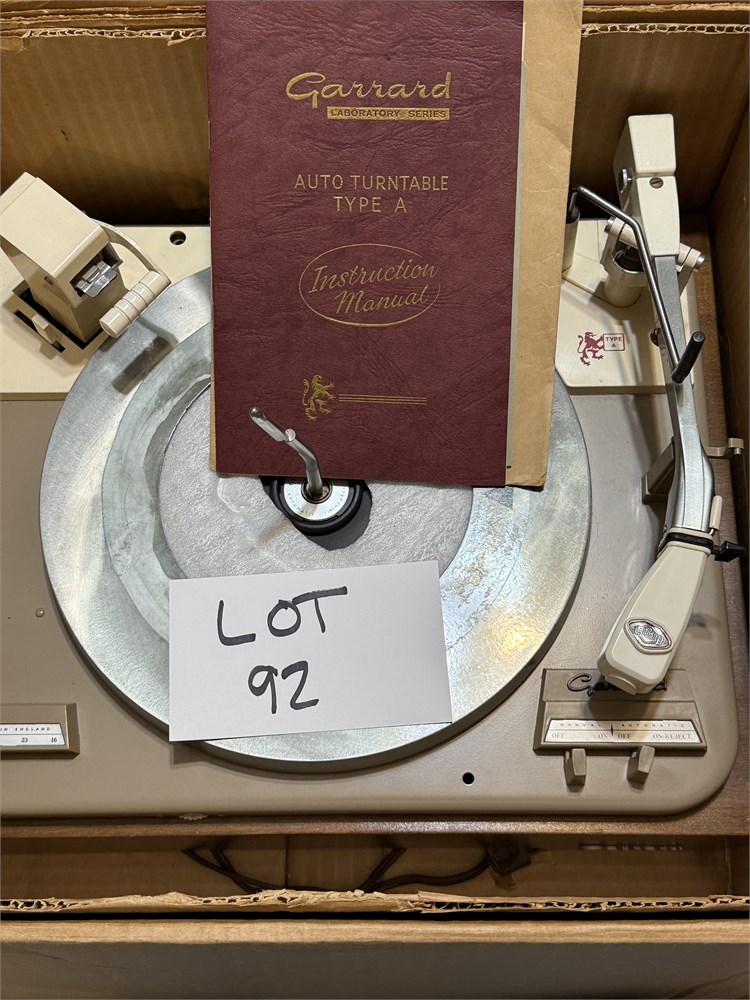 Garrard
LABORATORY SERIES
AUTO TURNTABLE
TYPE A
Instruction
Manual
TYPE
A
LOT
92
Garrard
MANUAL AUTOMATIC
OFF ON OFF ON-REJECT
ENGLAND
33 16